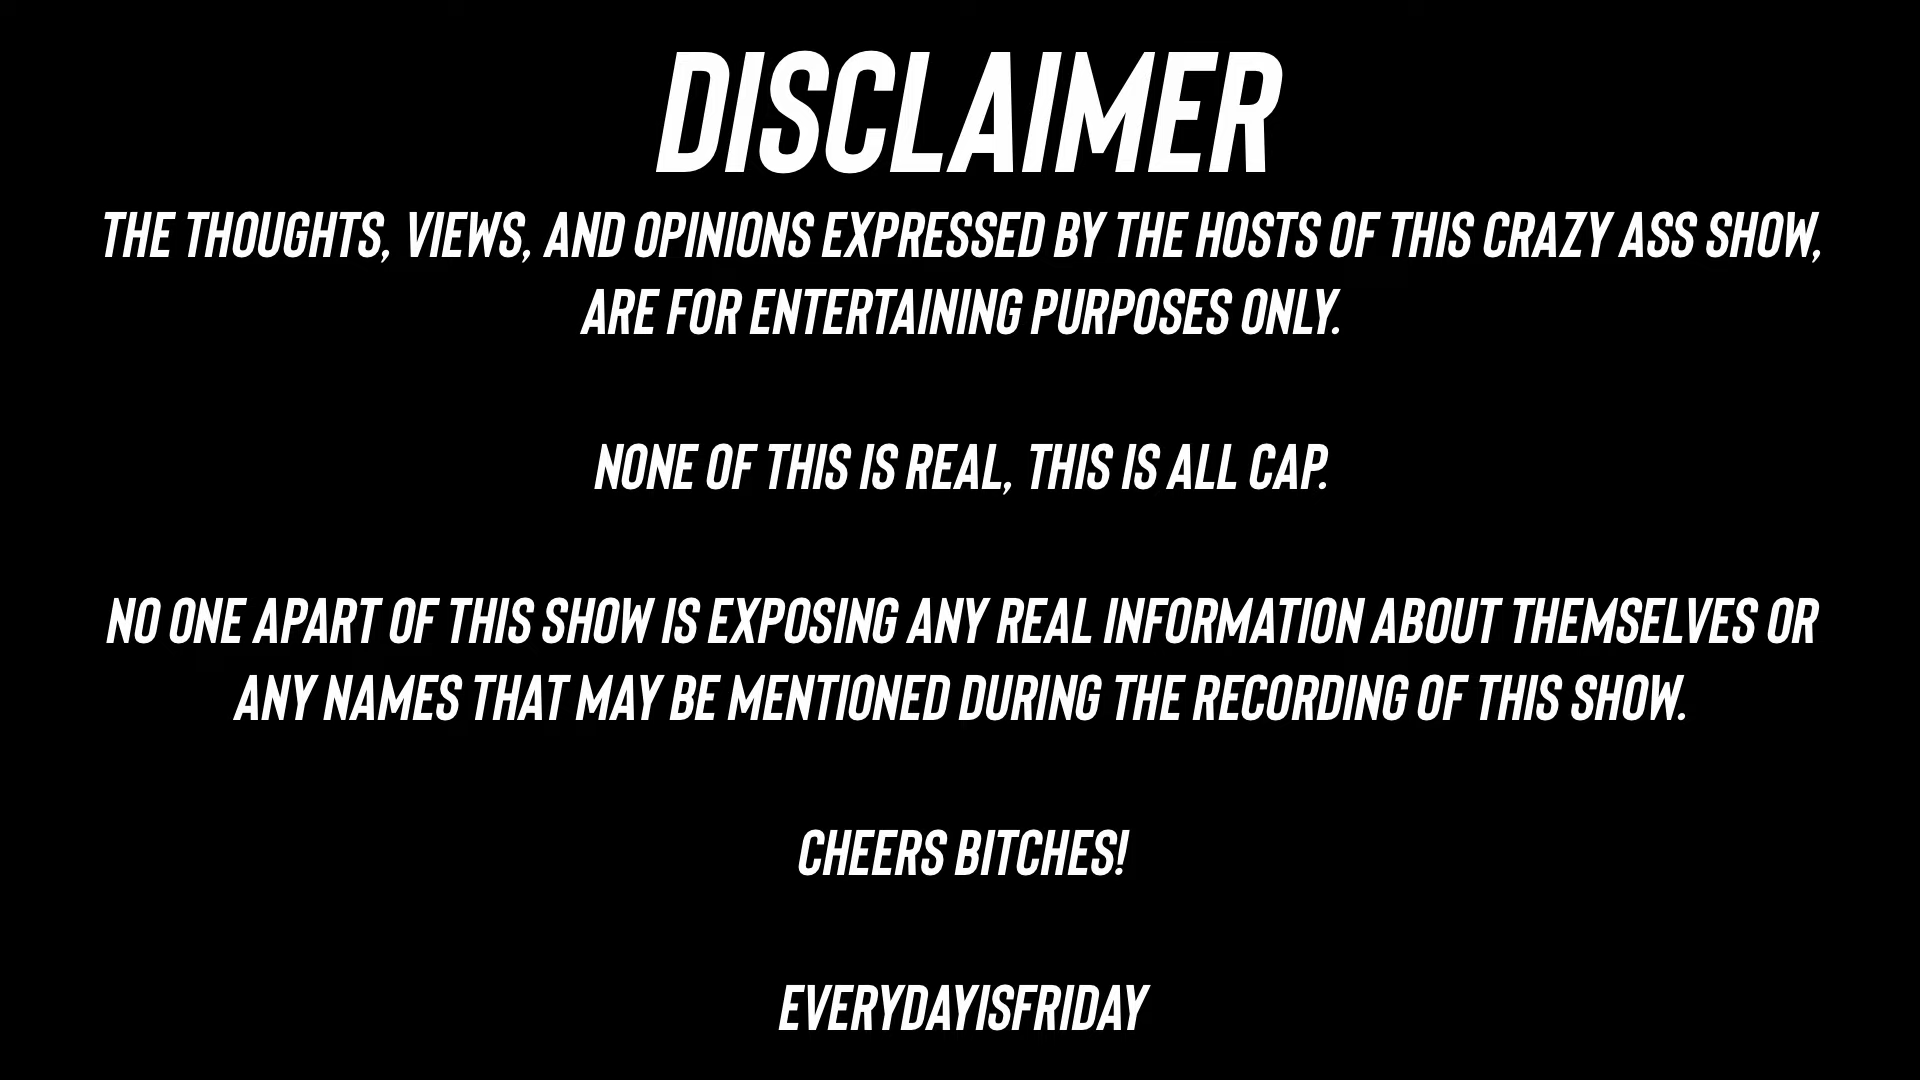 DISCLAIMER
THE THOUGHTS, VIEWS, AND OPINIONS EXPRESSED BY THE HOSTS OF THIS CRAZY ASS SHOW,
ARE FOR ENTERTAINING PURPOSES ONLY.
NONE OF THIS IS REAL, THIS IS ALL CAP.
NO ONE APART OF THIS SHOW IS EXPOSING ANY REAL INFORMATION ABOUT THEMSELVES OR
ANY NAMES THAT MAY BE MENTIONED DURING THE RECORDING OF THIS SHOW.
CHEERS BITCHES!
EVERYDAYISFRIDAY